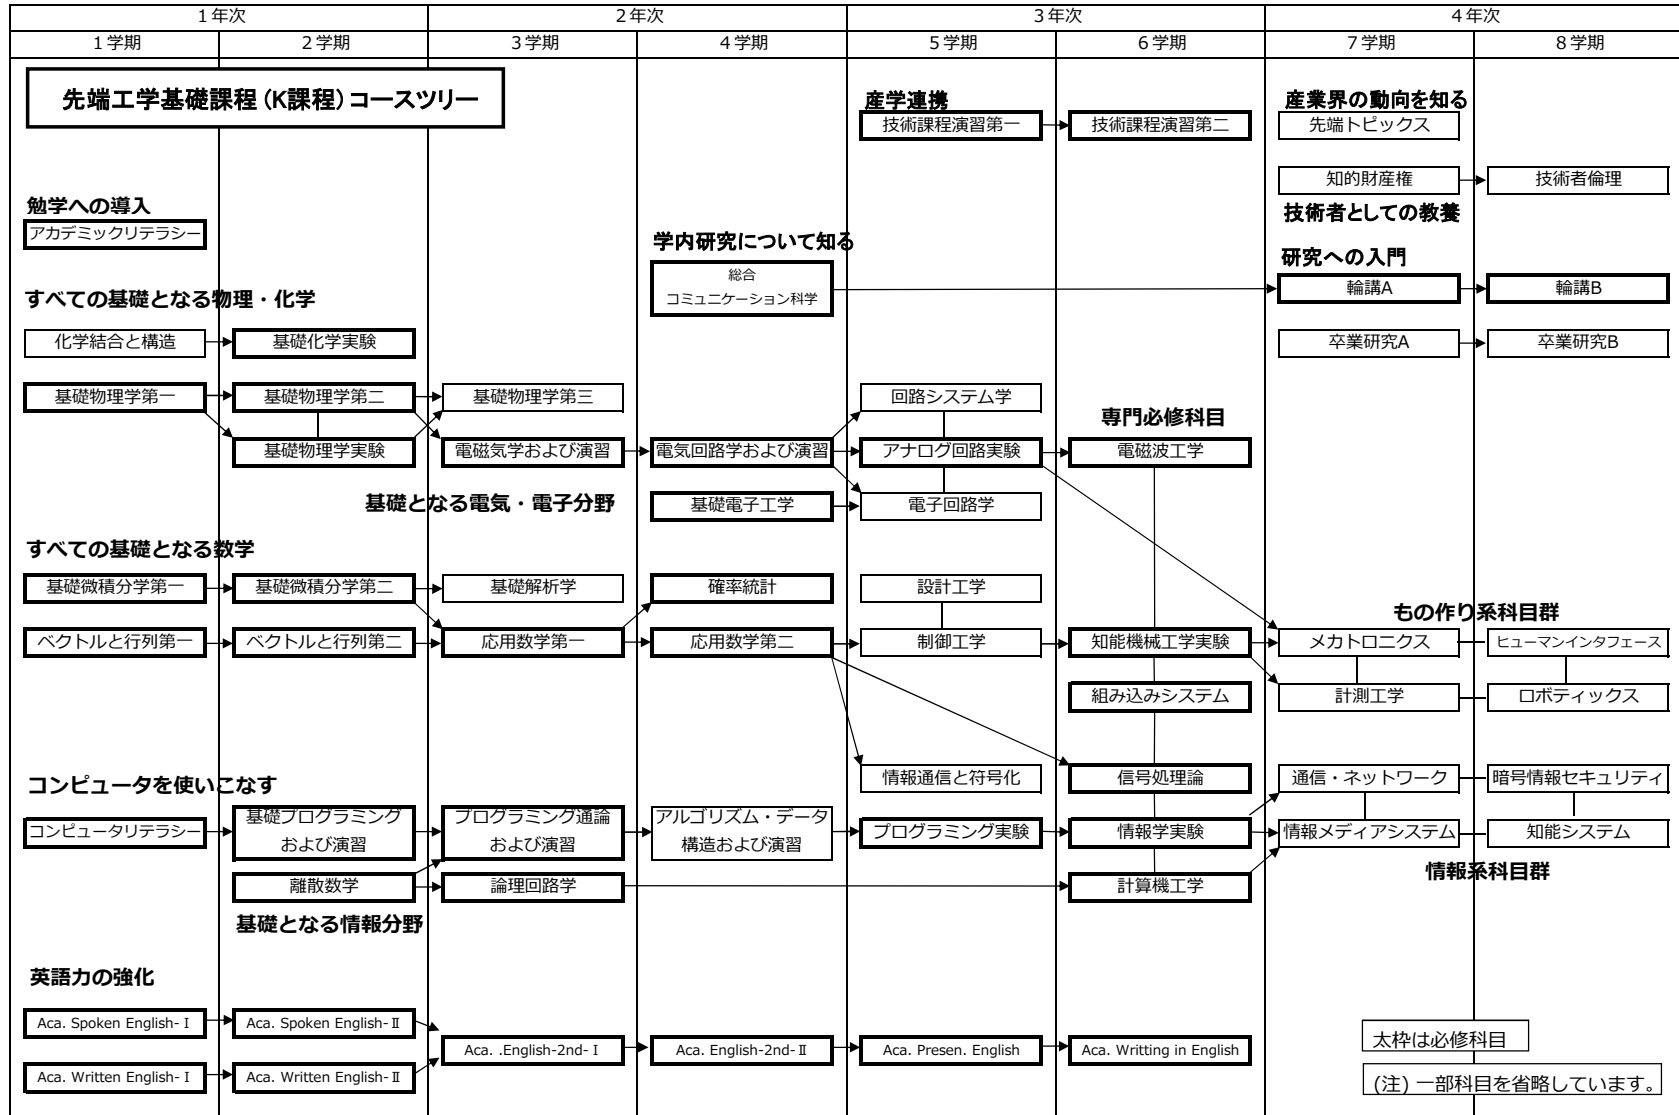 1年次 2年次 3年次 4年次
1学期 2学期 3学期 4学期 5学期 6学期 7学期 8学期
先端工学基礎課程(K課程)コースツリー
産学連携 産業界の動向を知る
技術課程演習第一 技術課程演習第二 先端トピックス
知的財産権 技術者倫理
勉学への導入 技術者としての教養
アカデミックリテラシー
学内研究について知る
研究への入門
総合
コミュニケーション科学 輪講A 輪講B
すべての基礎となる物理・化学
化学結合と構造 基礎化学実験 卒業研究A 卒業研究B
基礎物理学第一 基礎物理学第二 基礎物理学第三 回路システム学
専門必修科目
基礎物理学実験 電磁気学および演習 電気回路学および演習 アナログ回路実験 電磁波工学
基礎となる電気・電子分野 基礎電子工学 電子回路学
すべての基礎となる数学
基礎微積分学第一 基礎微積分学第二 基礎解析学 確率統計 設計工学
もの作り系科目群
ベクトルと行列第一 ベクトルと行列第二 応用数学第一 応用数学第二 制御工学 知能機械工学実験 メカトロニクス ヒューマンインタフェース
組み込みシステム 計測工学 ロボティックス
コンピュータを使いこなす 情報通信と符号化 信号処理論 通信・ネットワーク 暗号情報セキュリティ
基礎プログラミング プログラミング通論 アルゴリズム・データ
コンピュータリテラシー プログラミング実験 情報学実験 情報メディアシステム 知能システム
および演習 および演習 構造および演習
情報系科目群
離散数学 論理回路学 計算機工学
基礎となる情報分野
英語力の強化
Aca. Spoken English-Ⅰ Aca. Spoken English-Ⅱ
Aca. .English-2nd-Ⅰ Aca. English-2nd-Ⅱ Aca. Presen. English Aca. Writting in English
太枠は必修科目
Aca. Written English-Ⅰ Aca. Written English-Ⅱ
(注) 一部科目を省略しています。